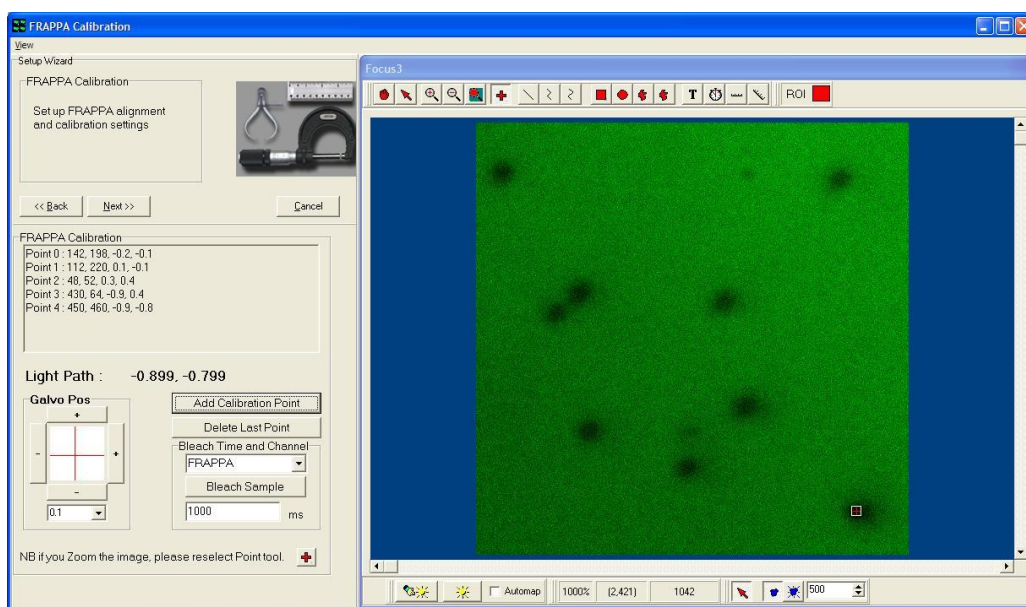 FRAPPA Calibration
View
Setup Wizard
FRAPPA Calibration
Set up FRAPPA alignment
and calibration settings
<< Back
Next >>
Cancel
FRAPPA Calibration
Point 0 : 142, 198, -0.2, -0.1
Point 1 : 112, 220, 0.1, -0.1
Point 2 : 48, 52, 0.3, 0.4
Point 3 : 430, 64, -0.9, 0.4
Point 4 : 450, 460, -0.9, -0.8
Light Path : -0.899, -0.799
Galvo Pos
+
-
+
-
0.1
Add Calibration Point
Delete Last Point
Bleach Time and Channel
FRAPPA
Bleach Sample
1000
ms
NB if you Zoom the image, please reselect Point tool.
Focus3
T
ROI
Automap
1000%
(2,421)
1042
500